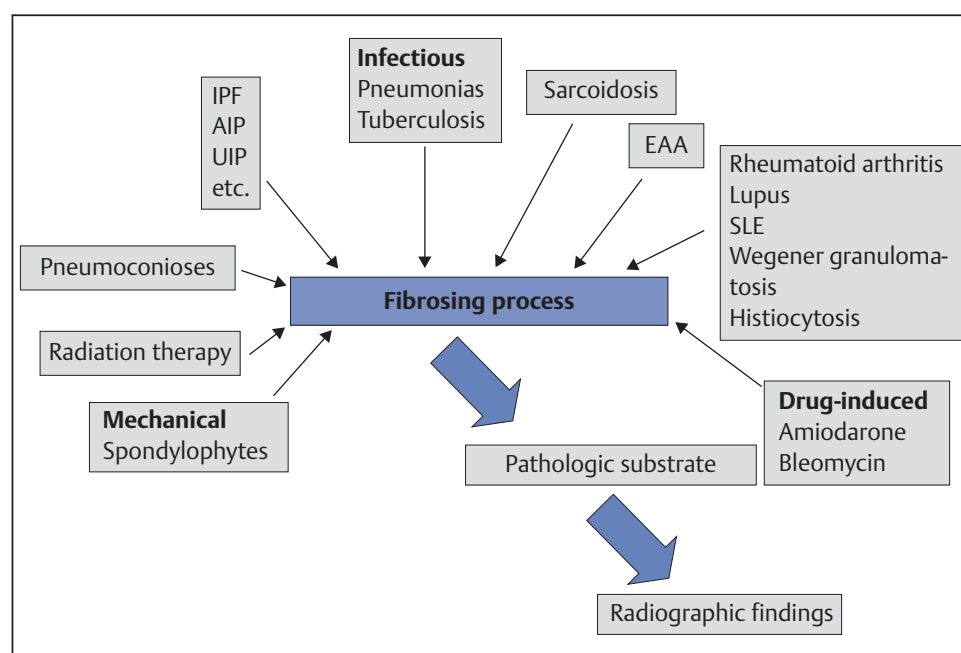 IPF
AIP
UIP
etc.
Infectious
Pneumonias
Tuberculosis
Sarcoidosis
EAA
Rheumatoid arthritis
Lupus
SLE
Wegener granuloma-
tosis
Histiocytosis
Pneumoconioses
Fibrosing process
Radiation therapy
Mechanical
Spondylophytes
Drug-induced
Amiodarone
Bleomycin
Pathologic substrate
Radiographic findings